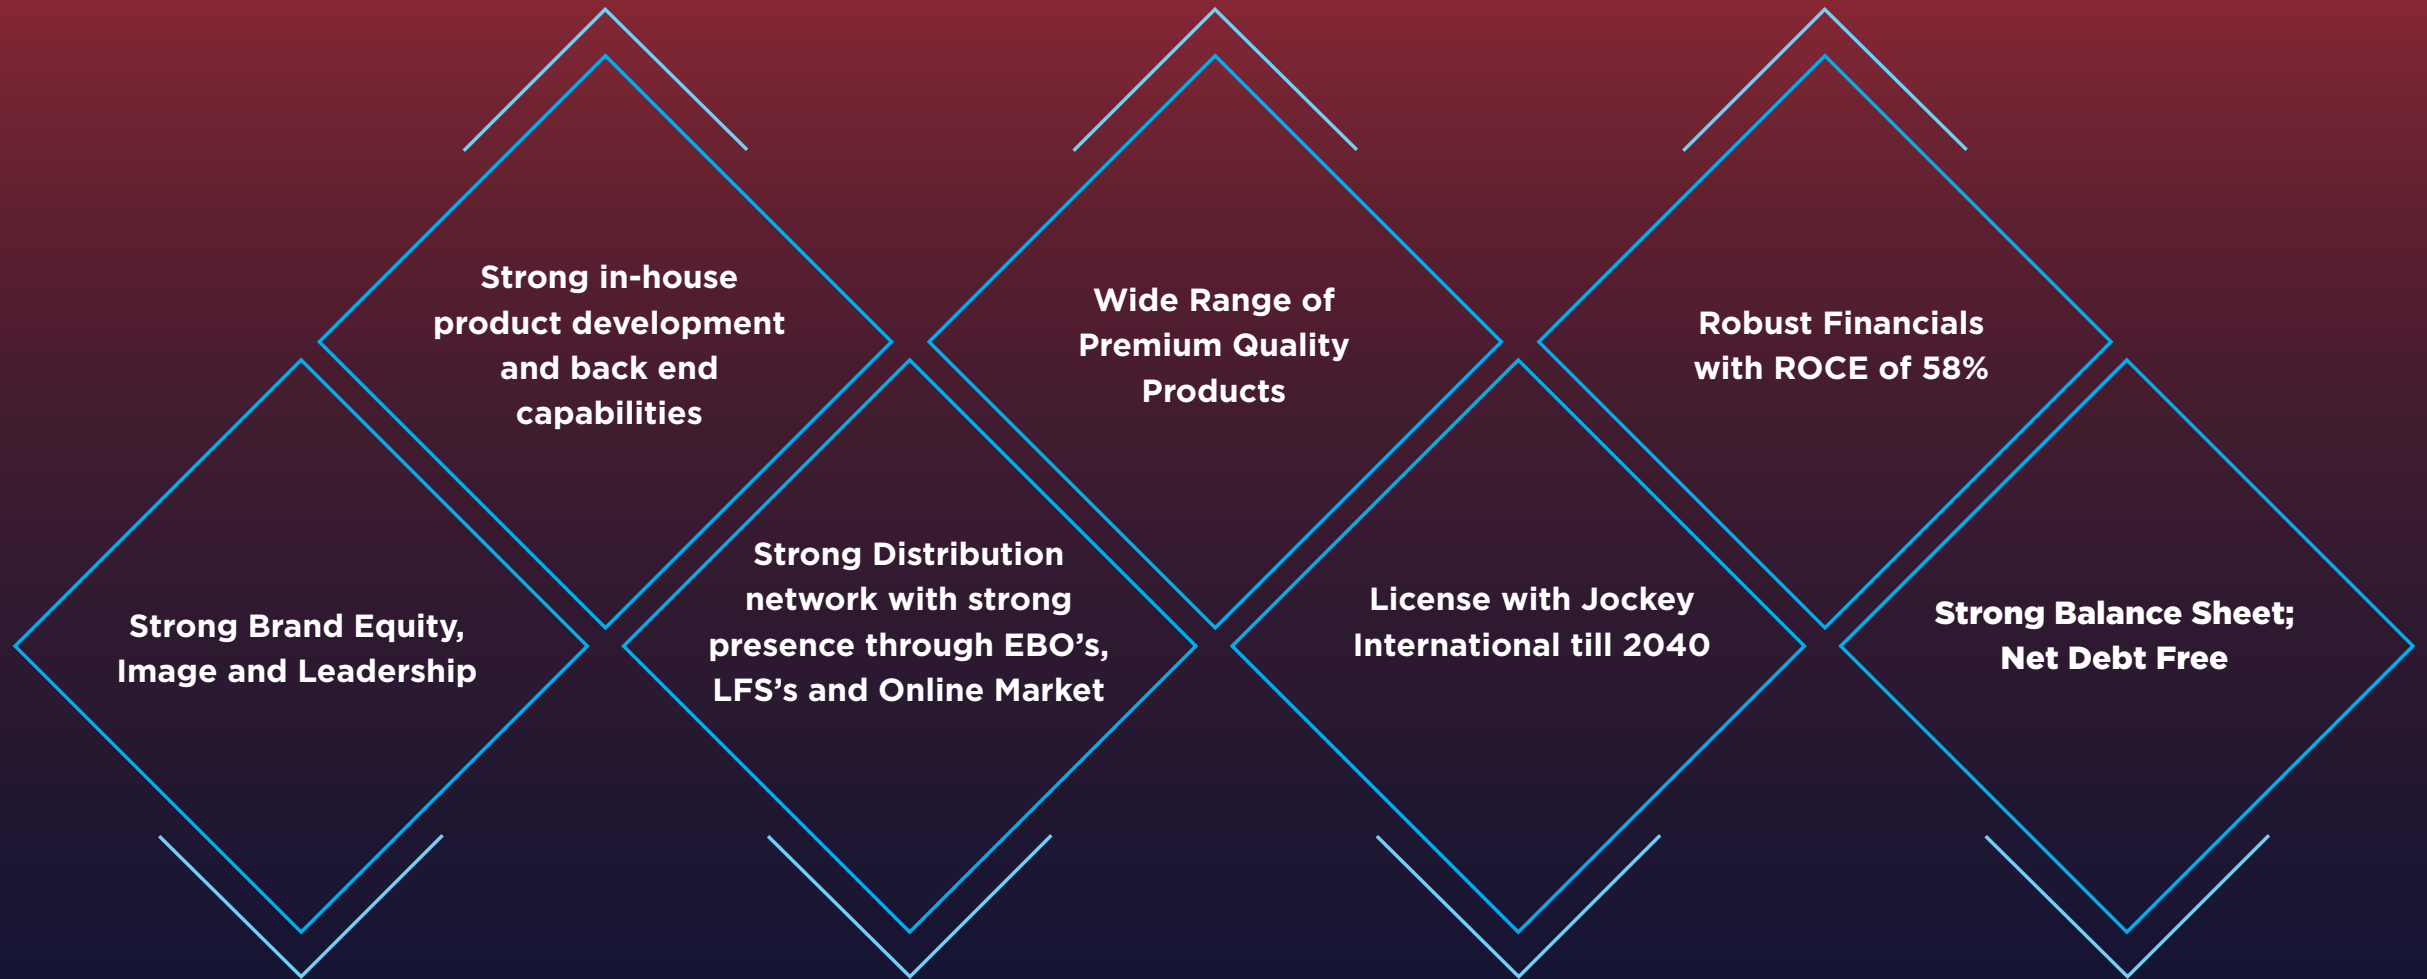 Strong in-house
product development
and back end
capabilities
Wide Range of
Premium Quality
Products
Robust Financials
with ROCE of 58%
Strong Brand Equity,
Image and Leadership
Strong Distribution
network with strong
presence through EBO’s,
LFS’s and Online Market
License with Jockey
International till 2040
Strong Balance Sheet;
Net Debt Free